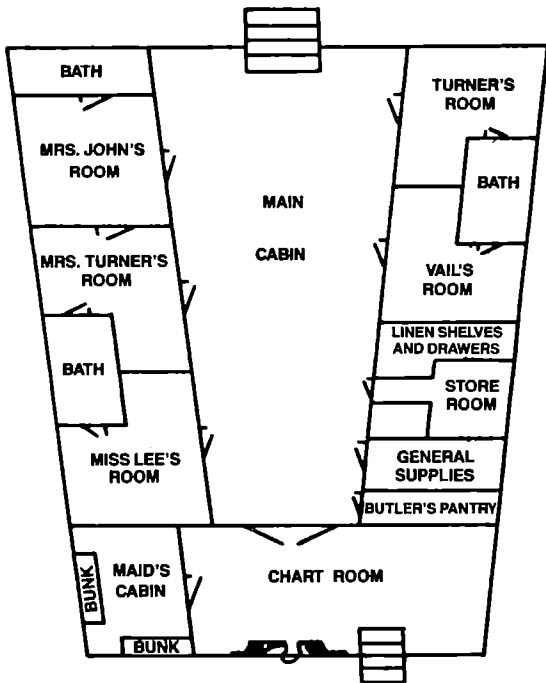 BATH
MRS. JOHN'S
ROOM
MRS. TURNER'S
ROOM
BATH
MISS LEE'S
ROOM
BUNK
MAID'S
CABIN
BUNK
MAIN
CABIN
CHART ROOM
TURNER'S
ROOM
BATH
VAIL'S
ROOM
LINEN SHELVES
AND DRAWERS
STORE
ROOM
GENERAL
SUPPLIES
BUTLER'S PANTRY